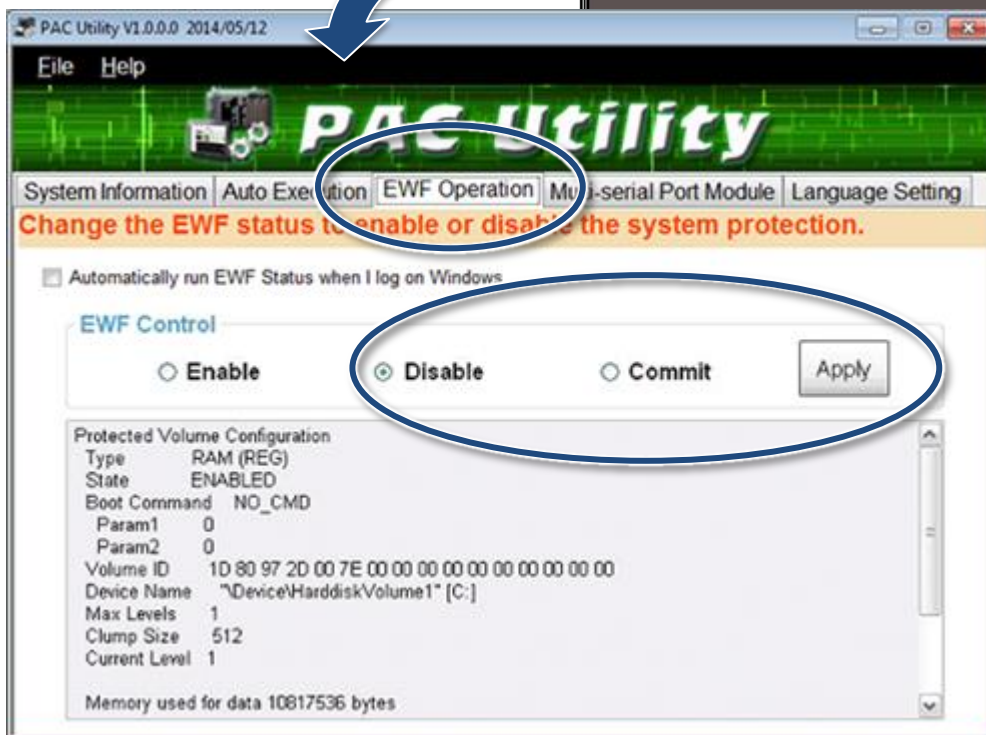 PAC Utility V1.0.0.0 2014/05/12
File Help
PAC Utility
System Information Auto Execution EWF Operation Multi-serial Port Module Language Setting
Change the EWF status to enable or disable the system protection.
Automatically run EWF Status when I log on Windows
EWF Control
Enable Disable Commit Apply
Protected Volume Configuration
Type RAM (REG)
State ENABLED
Boot Command NO_CMD
Param1 0
Param2 0
Volume ID 1D 80 97 2D 00 7E 00 00 00 00 00 00 00 00 00 00
Device Name "\Device\HarddiskVolume1" [C:]
Max Levels 1
Clump Size 512
Current Level 1
Memory used for data 10817536 bytes